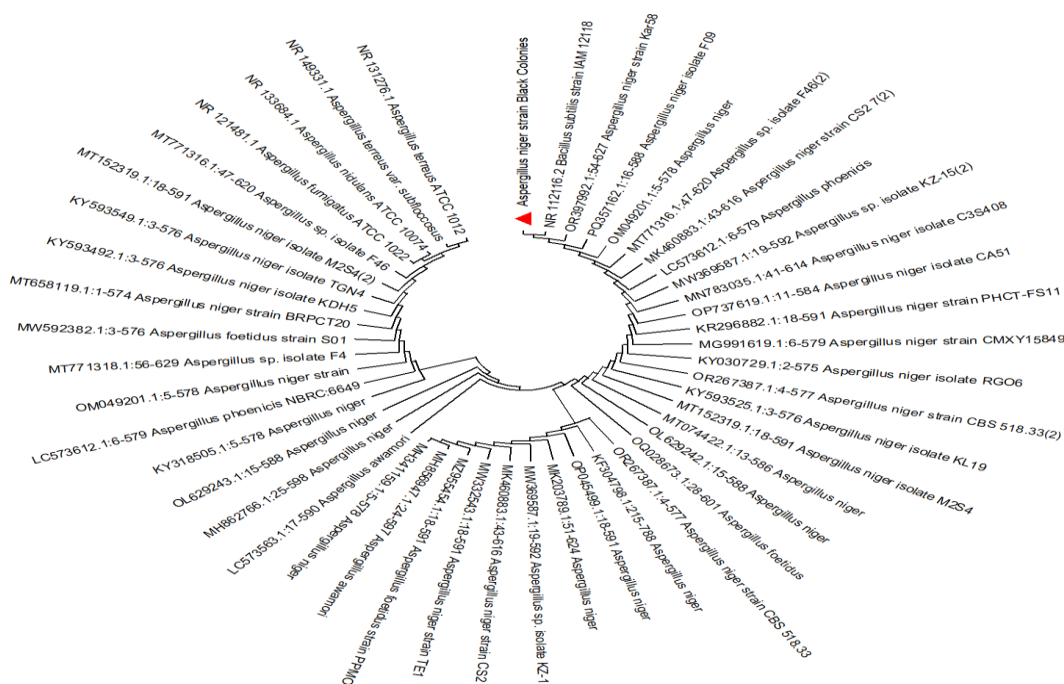 Aspergillus niger strain Black Colonies
NR 112116.2 Bacillus subtilis strain IAM 12118
OR397992.1:54-627 Aspergillus niger strain Kar58
PQ357162.1:16-588 Aspergillus niger isolate F09
OM049201.1:5-578 Aspergillus niger
MT771316.1:47-620 Aspergillus sp. isolate F46(2)
MK460883.1:43-616 Aspergillus niger strain CS2 7(2)
LC573612.1:6-579 Aspergillus phoenicis
MW369587.1:19-592 Aspergillus sp. isolate KZ-15(2)
MN783035.1:41-614 Aspergillus niger isolate C3S408
OP737619.1:11-584 Aspergillus niger isolate CA51
KR296882.1:18-591 Aspergillus niger strain PHCT-FS11
MG991619.1:6-579 Aspergillus niger strain CMXY15849
KY030729.1:2-575 Aspergillus niger isolate RGO6
OR267387.1:4-577 Aspergillus niger strain CBS 518.33(2)
KY593525.1:3-576 Aspergillus niger isolate KL19
MT152319.1:18-591 Aspergillus niger isolate M2S4
MT074422.1:13-586 Aspergillus niger
OL629242.1:15-588 Aspergillus niger
OQ028673.1:28-601 Aspergillus foetidus
OR267387.1:4-577 Aspergillus niger strain CBS 518.33
KF304798.1:215-788 Aspergillus niger
OP045499.1:18-591 Aspergillus niger
MK203789.1:51-624 Aspergillus niger
MW369587.1:19-592 Aspergillus sp. isolate KZ-1
MK460883.1:43-616 Aspergillus niger strain CS2
MW332543.1:18-591 Aspergillus niger strain TE1
MZ955454.1:18-591 Aspergillus foetidus strain PPMC
MH856947.1:24-597 Aspergillus awamori
MH341159.1:5-578 Aspergillus niger
LC573563.1:17-590 Aspergillus awamori
MH862766.1:25-598 Aspergillus niger
OL629243.1:15-588 Aspergillus niger
KY318505.1:5-578 Aspergillus niger
LC573612.1:6-579 Aspergillus phoenicis NBRC:6649
OM049201.1:5-578 Aspergillus niger strain
MT771318.1:56-629 Aspergillus sp. isolate F4
MW592382.1:3-576 Aspergillus foetidus strain S01
MT658119.1:1-574 Aspergillus niger strain BRPCT20
KY593492.1:3-576 Aspergillus niger isolate KDH5
KY593549.1:3-576 Aspergillus niger isolate TGN4
MT152319.1:18-591 Aspergillus niger isolate M2S4(2)
MT771316.1:47-620 Aspergillus sp. isolate F46
NR 121481.1 Aspergillus fumigatus ATCC 1022
NR 133684.1 Aspergillus nidulans ATCC 10074
NR 149331.1 Aspergillus terreus var. subfloccosus
NR 131276.1 Aspergillus terreus ATCC 1012